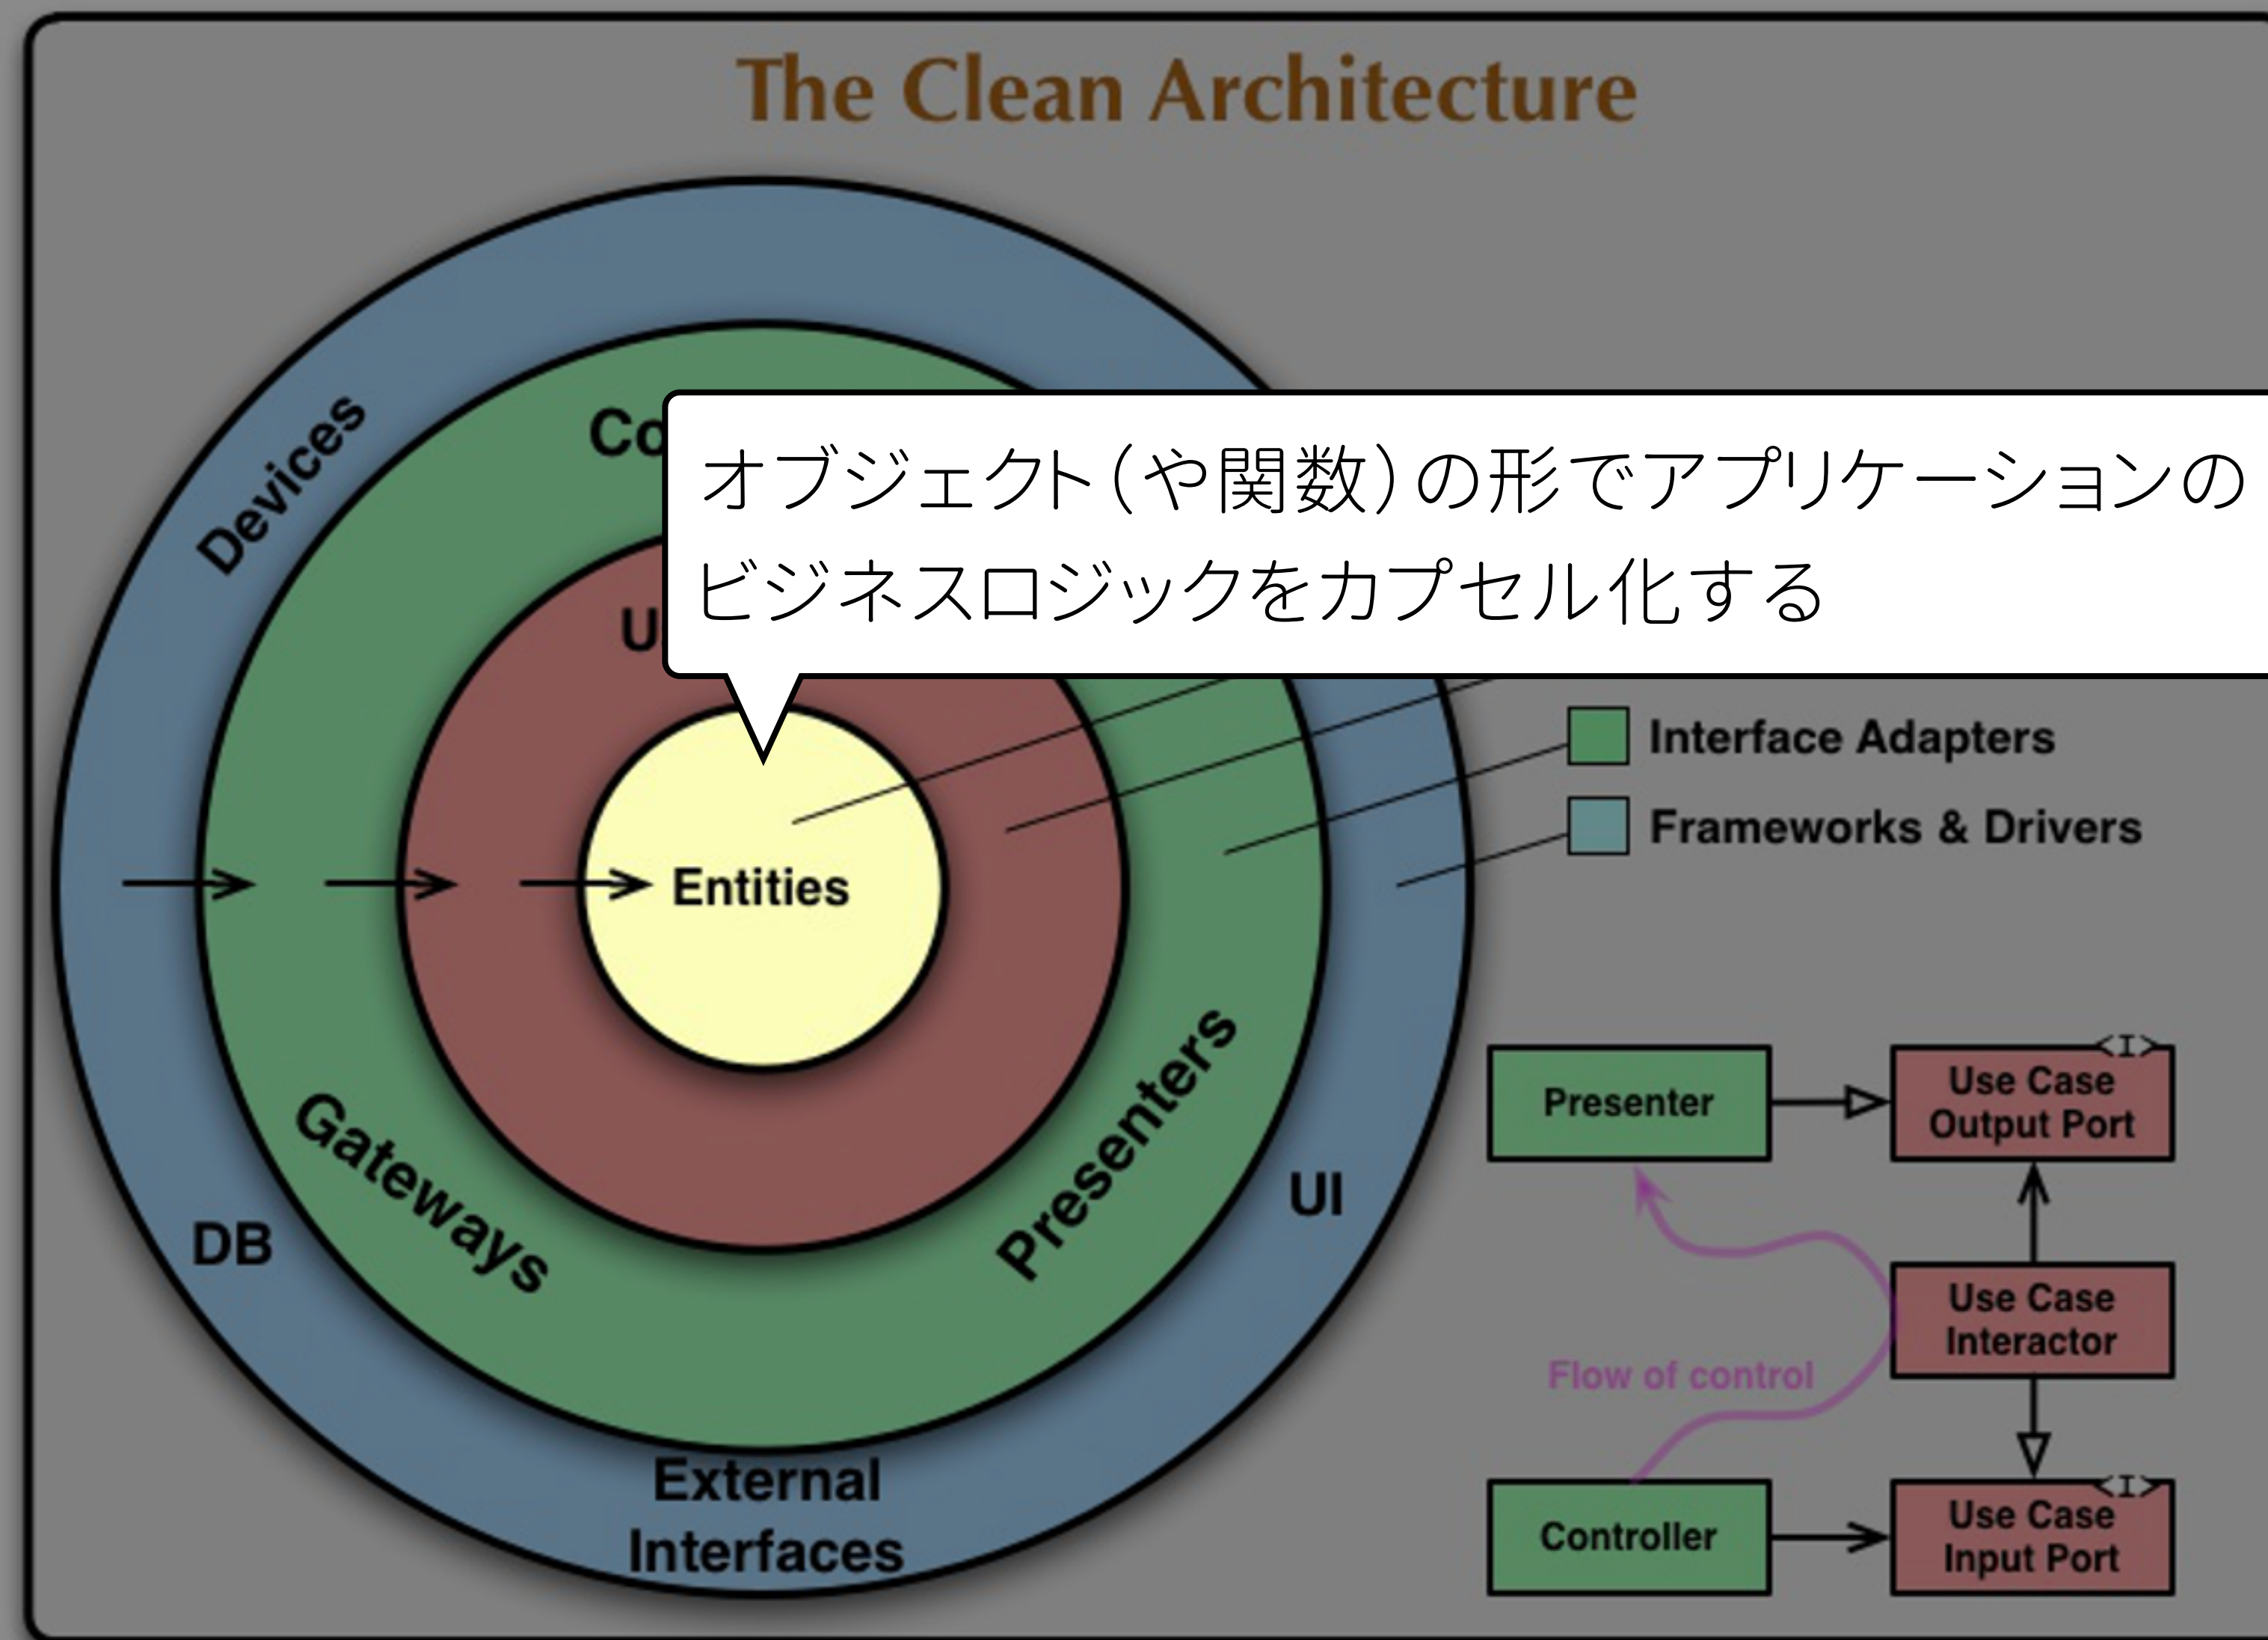 The Clean Architecture
Devices
オブジェクト(や関数)の形でアプリケーションの
ビジネスロジックをカプセル化する
Interface Adapters
Frameworks & Drivers
Entities
Gateways
Presenters
DB
UI
External
Interfaces
Presenter
<I>
Use Case
Output Port
Use Case
Interactor
Flow of control
Controller
<I>
Use Case
Input Port